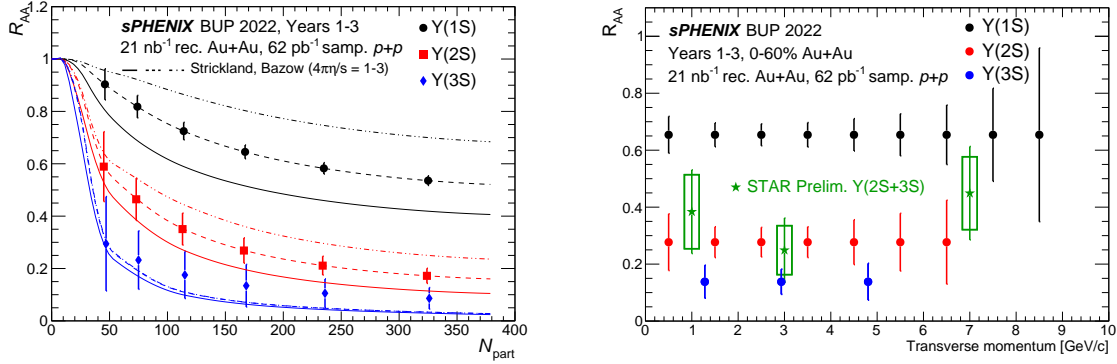 R_AA
sPHENIX BUP 2022, Years 1-3
21 nb⁻¹ rec. Au+Au, 62 pb⁻¹ samp. p+p
Strickland, Bazow (4πη/s = 1-3)
Υ(1S)
Υ(2S)
Υ(3S)
1.2
1
0.8
0.6
0.4
0.2
0
0 50 100 150 200 250 300 350 400
N_part
R_AA
sPHENIX BUP 2022
Years 1-3, 0-60% Au+Au
21 nb⁻¹ rec. Au+Au, 62 pb⁻¹ samp. p+p
Υ(1S)
Υ(2S)
Υ(3S)
STAR Prelim. Υ(2S+3S)
1
0.8
0.6
0.4
0.2
0
0 1 2 3 4 5 6 7 8 9 10
Transverse momentum [GeV/c]